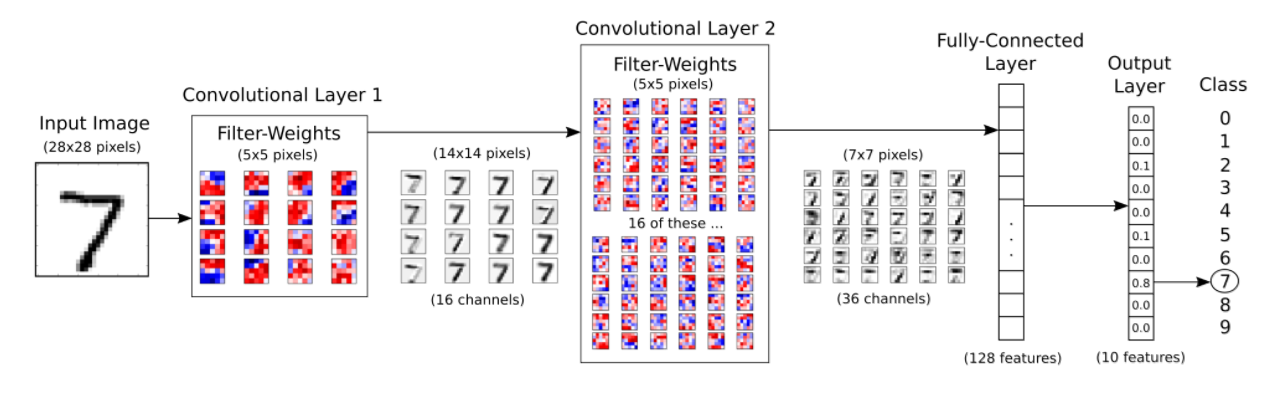 Input Image
(28x28 pixels)
Convolutional Layer 1
Filter-Weights
(5x5 pixels)
(14x14 pixels)
(16 channels)
Convolutional Layer 2
Filter-Weights
(5x5 pixels)
16 of these ...
(7x7 pixels)
(36 channels)
Fully-Connected
Layer
(128 features)
Output
Layer
0.0
0.0
0.1
0.0
0.0
0.1
0.0
0.8
0.0
0.0
(10 features)
Class
0
1
2
3
4
5
6
7
8
9